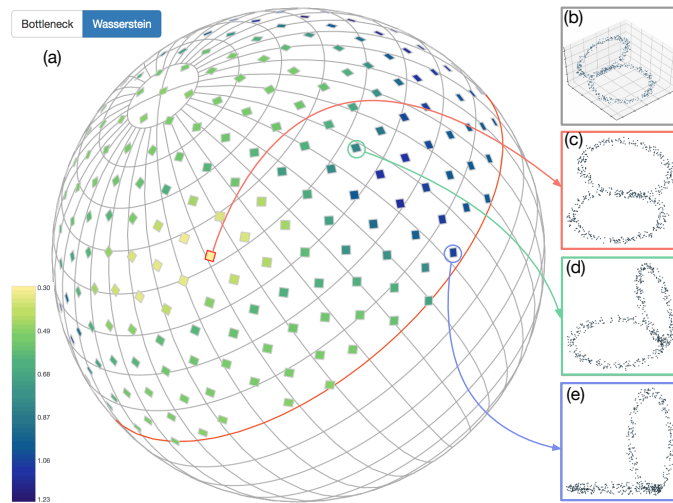 Bottleneck Wasserstein
(a)
(b)
(c)
(d)
(e)
0.30
0.49
0.68
0.87
1.06
1.23